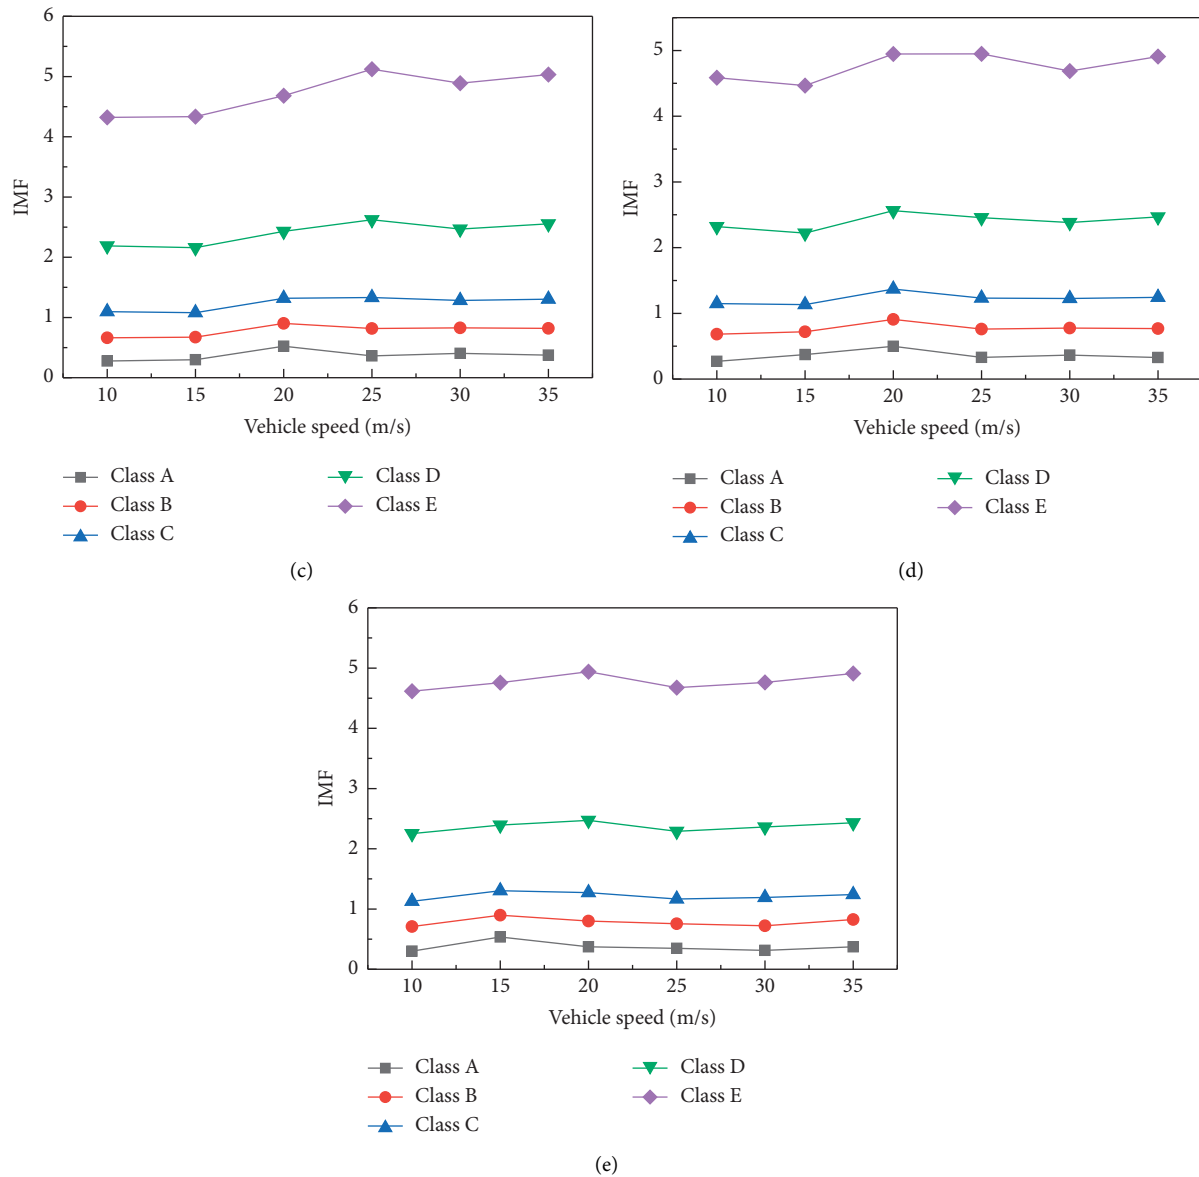 6
5
4
3
2
1
0
IMF
10 15 20 25 30 35
Vehicle speed (m/s)
Class A
Class B
Class C
Class D
Class E
(c)
5
4
3
2
1
0
IMF
10 15 20 25 30 35
Vehicle speed (m/s)
Class A
Class B
Class C
Class D
Class E
(d)
6
5
4
3
2
1
0
IMF
10 15 20 25 30 35
Vehicle speed (m/s)
Class A
Class B
Class C
Class D
Class E
(e)